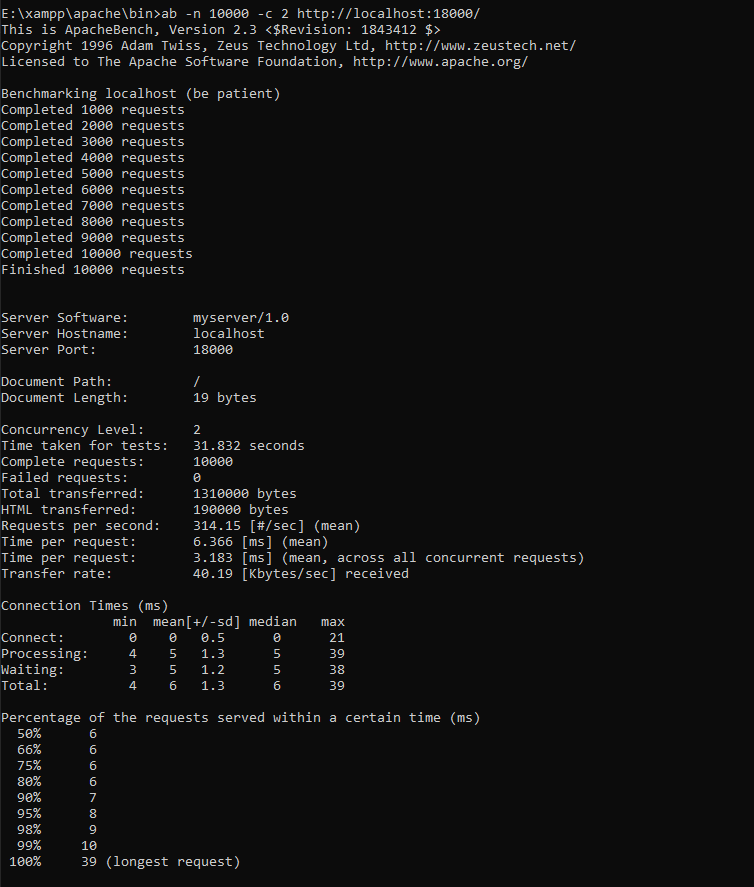 E:\xampp\apache\bin>ab -n 10000 -c 2 http://localhost:18000/
This is ApacheBench, Version 2.3 <$Revision: 1843412 $>
Copyright 1996 Adam Twiss, Zeus Technology Ltd, http://www.zeustech.net/
Licensed to The Apache Software Foundation, http://www.apache.org/

Benchmarking localhost (be patient)
Completed 1000 requests
Completed 2000 requests
Completed 3000 requests
Completed 4000 requests
Completed 5000 requests
Completed 6000 requests
Completed 7000 requests
Completed 8000 requests
Completed 9000 requests
Completed 10000 requests
Finished 10000 requests


Server Software:        myserver/1.0
Server Hostname:        localhost
Server Port:            18000

Document Path:          /
Document Length:        19 bytes

Concurrency Level:      2
Time taken for tests:   31.832 seconds
Complete requests:      10000
Failed requests:        0
Total transferred:      1310000 bytes
HTML transferred:       190000 bytes
Requests per second:    314.15 [#/sec] (mean)
Time per request:       6.366 [ms] (mean)
Time per request:       3.183 [ms] (mean, across all concurrent requests)
Transfer rate:          40.19 [Kbytes/sec] received

Connection Times (ms)
              min  mean[+/-sd] median   max
Connect:        0    0   0.5      0      21
Processing:     4    5   1.3      5      39
Waiting:        3    5   1.2      5      38
Total:          4    6   1.3      6      39

Percentage of the requests served within a certain time (ms)
  50%      6
  66%      6
  75%      6
  80%      6
  90%      7
  95%      8
  98%      9
  99%     10
 100%     39 (longest request)